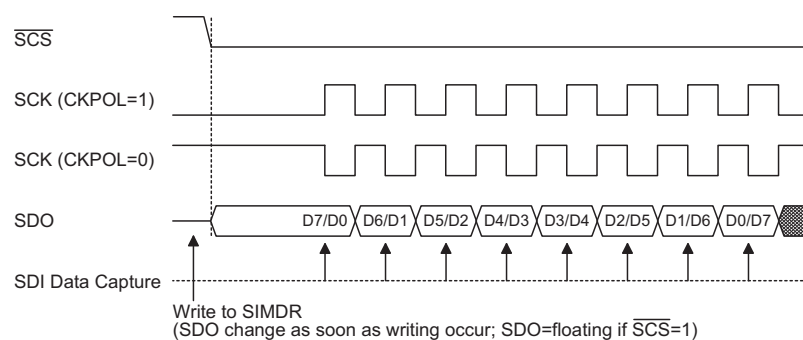 S̅C̅S̅
SCK (CKPOL=1)
SCK (CKPOL=0)
SDO D7/D0 D6/D1 D5/D2 D4/D3 D3/D4 D2/D5 D1/D6 D0/D7
SDI Data Capture
Write to SIMDR
(SDO change as soon as writing occur; SDO=floating if S̅C̅S̅=1)